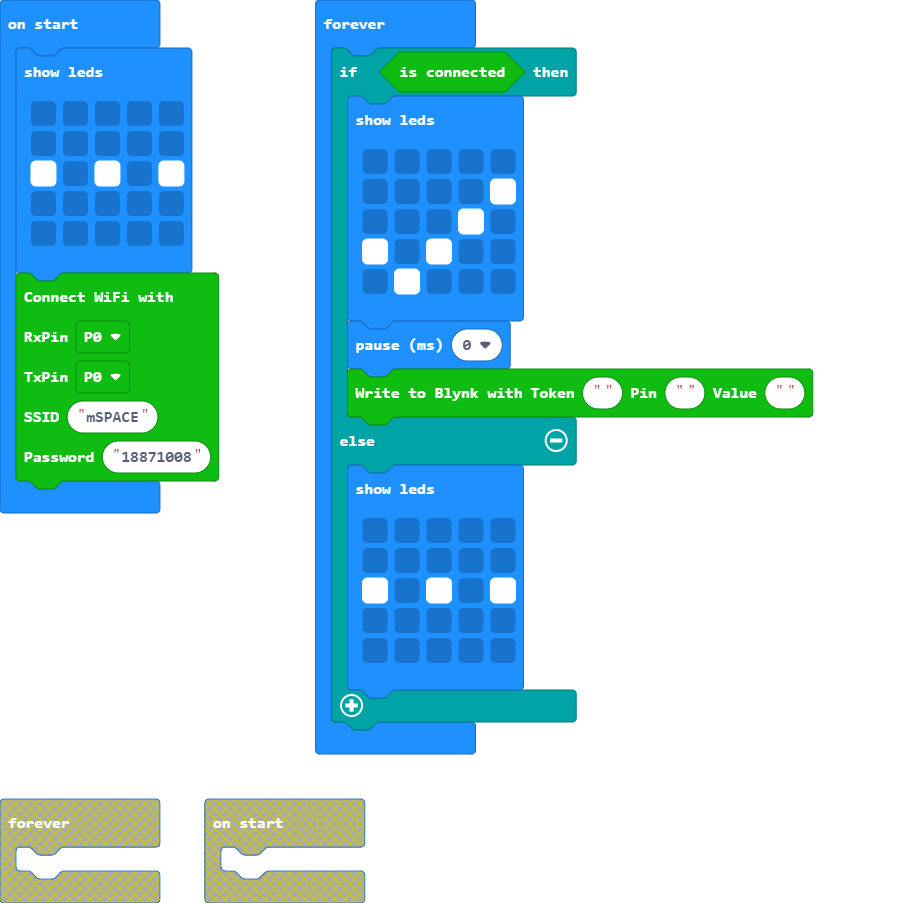 on start
show leds
Connect WiFi with
RxPin P0
TxPin P0
SSID "mSPACE"
Password "18871008"
forever
if is connected then
show leds
pause (ms) 0
Write to Blynk with Token " " Pin " " Value " "
else
show leds
forever
on start